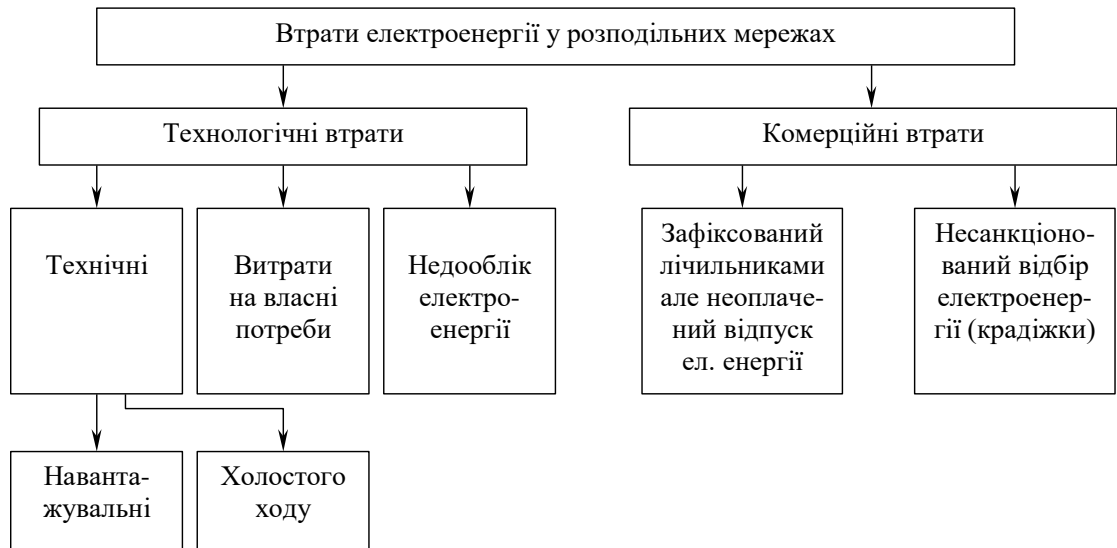 Втрати електроенергії у розподільних мережах
Технологічні втрати
Комерційні втрати
Технічні
Витрати
на власні
потреби
Недооблік
електро-
енергії
Зафіксований
лічильниками
але неоплаче-
ний відпуск
ел. енергії
Несанкціоно-
ваний відбір
електроенер-
гії (крадіжки)
Наванта-
жувальні
Холостого
ходу